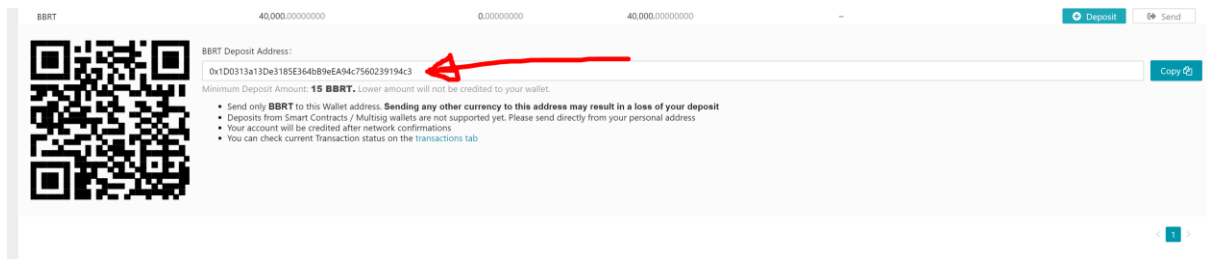 BBRT 40,000.00000000 0.00000000 40,000.00000000 ~ Deposit Send
BBRT Deposit Address:
0x1D0313a13De3185E364bB9eEA94c7560239194c3
Copy
Minimum Deposit Amount: 15 BBRT. Lower amount will not be credited to your wallet.
• Send only BBRT to this Wallet address. Sending any other currency to this address may result in a loss of your deposit
• Deposits from Smart Contracts / Multisig wallets are not supported yet. Please send directly from your personal address
• Your account will be credited after network confirmations
• You can check current Transaction status on the transactions tab
< 1 >